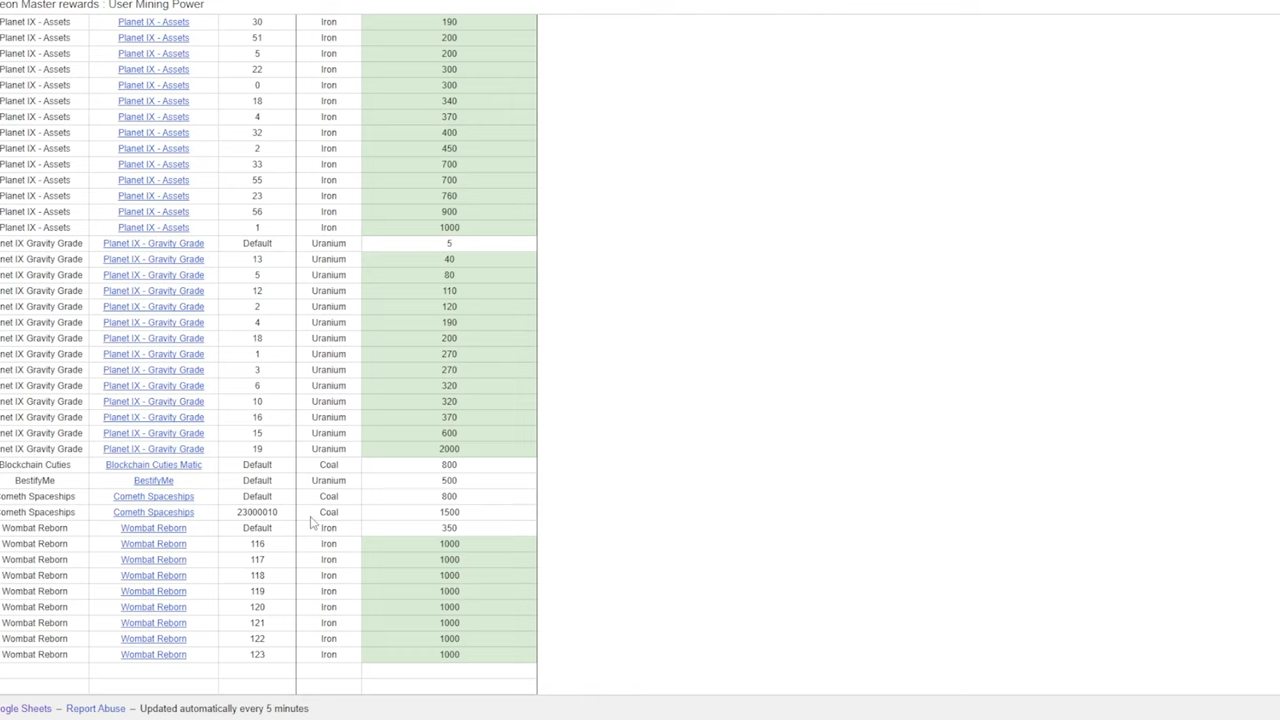 eon Master rewards : User Mining Power
Planet IX - Assets Planet IX - Assets 30 Iron 190
Planet IX - Assets Planet IX - Assets 51 Iron 200
Planet IX - Assets Planet IX - Assets 5 Iron 200
Planet IX - Assets Planet IX - Assets 22 Iron 300
Planet IX - Assets Planet IX - Assets 0 Iron 300
Planet IX - Assets Planet IX - Assets 18 Iron 340
Planet IX - Assets Planet IX - Assets 4 Iron 370
Planet IX - Assets Planet IX - Assets 32 Iron 400
Planet IX - Assets Planet IX - Assets 2 Iron 450
Planet IX - Assets Planet IX - Assets 33 Iron 700
Planet IX - Assets Planet IX - Assets 55 Iron 700
Planet IX - Assets Planet IX - Assets 23 Iron 760
Planet IX - Assets Planet IX - Assets 56 Iron 900
Planet IX - Assets Planet IX - Assets 1 Iron 1000
net IX Gravity Grade Planet IX - Gravity Grade Default Uranium 5
net IX Gravity Grade Planet IX - Gravity Grade 13 Uranium 40
net IX Gravity Grade Planet IX - Gravity Grade 5 Uranium 80
net IX Gravity Grade Planet IX - Gravity Grade 12 Uranium 110
net IX Gravity Grade Planet IX - Gravity Grade 2 Uranium 120
net IX Gravity Grade Planet IX - Gravity Grade 4 Uranium 190
net IX Gravity Grade Planet IX - Gravity Grade 18 Uranium 200
net IX Gravity Grade Planet IX - Gravity Grade 1 Uranium 270
net IX Gravity Grade Planet IX - Gravity Grade 3 Uranium 270
net IX Gravity Grade Planet IX - Gravity Grade 6 Uranium 320
net IX Gravity Grade Planet IX - Gravity Grade 10 Uranium 320
net IX Gravity Grade Planet IX - Gravity Grade 16 Uranium 370
net IX Gravity Grade Planet IX - Gravity Grade 15 Uranium 600
net IX Gravity Grade Planet IX - Gravity Grade 19 Uranium 2000
Blockchain Cuties Blockchain Cuties Matic Default Coal 800
BestifyMe BestifyMe Default Uranium 500
ometh Spaceships Cometh Spaceships Default Coal 800
ometh Spaceships Cometh Spaceships 23000010 Coal 1500
Wombat Reborn Wombat Reborn Default Iron 350
Wombat Reborn Wombat Reborn 116 Iron 1000
Wombat Reborn Wombat Reborn 117 Iron 1000
Wombat Reborn Wombat Reborn 118 Iron 1000
Wombat Reborn Wombat Reborn 119 Iron 1000
Wombat Reborn Wombat Reborn 120 Iron 1000
Wombat Reborn Wombat Reborn 121 Iron 1000
Wombat Reborn Wombat Reborn 122 Iron 1000
Wombat Reborn Wombat Reborn 123 Iron 1000
ogle Sheets – Report Abuse – Updated automatically every 5 minutes